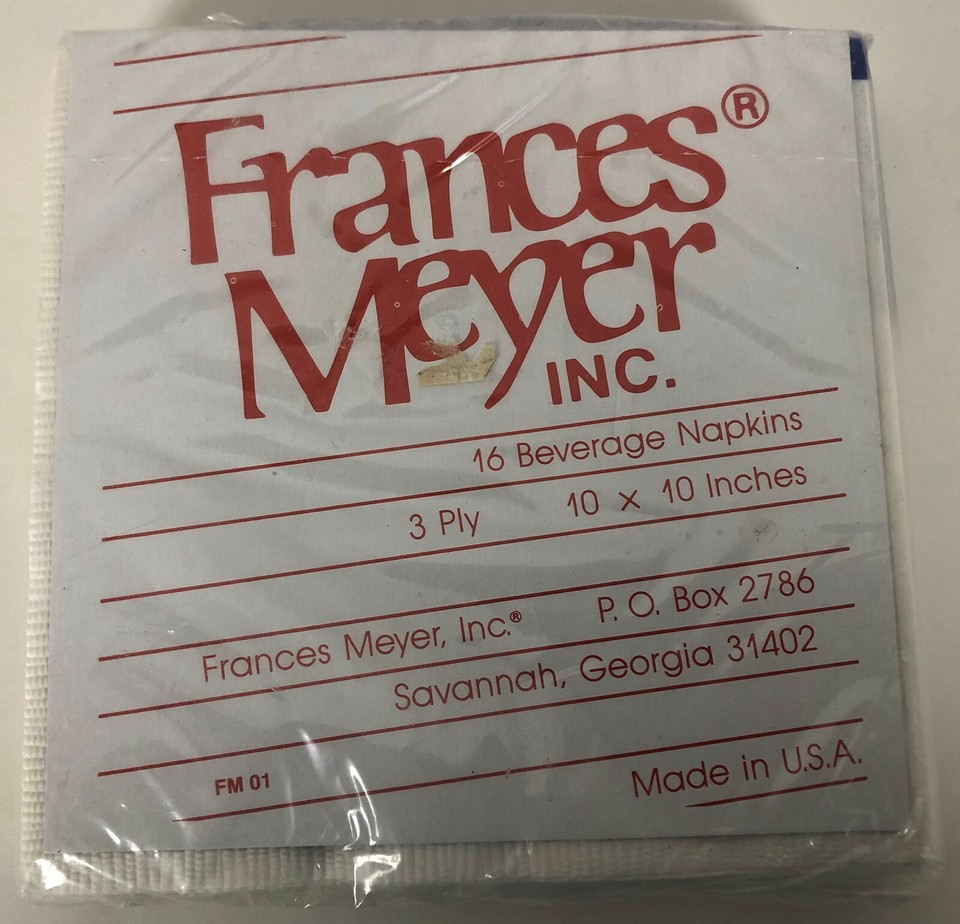 Frances®
Meyer
INC.
16 Beverage Napkins
3 Ply 10 x 10 Inches
Frances Meyer, Inc.® P. O. Box 2786
Savannah, Georgia 31402
FM 01 Made in U.S.A.